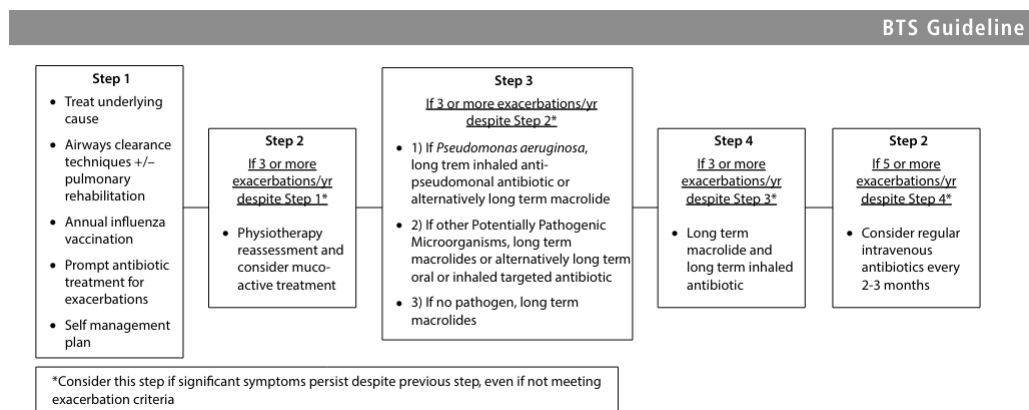 BTS Guideline
Step 1
• Treat underlying
cause
• Airways clearance
techniques +/–
pulmonary
rehabilitation
• Annual influenza
vaccination
• Prompt antibiotic
treatment for
exacerbations
• Self management
plan
Step 2
If 3 or more
exacerbations/yr
despite Step 1*
• Physiotherapy
reassessment and
consider muco-
active treatment
Step 3
If 3 or more exacerbations/yr
despite Step 2*
• 1) If Pseudomonas aeruginosa,
long trem inhaled anti-
pseudomonal antibiotic or
alternatively long term macrolide
• 2) If other Potentially Pathogenic
Microorganisms, long term
macrolides or alternatively long term
oral or inhaled targeted antibiotic
• 3) If no pathogen, long term
macrolides
Step 4
If 3 or more
exacerbations/yr
despite Step 3*
• Long term
macrolide and
long term inhaled
antibiotic
Step 2
If 5 or more
exacerbations/yr
despite Step 4*
• Consider regular
intravenous
antibiotics every
2-3 months
*Consider this step if significant symptoms persist despite previous step, even if not meeting
exacerbation criteria